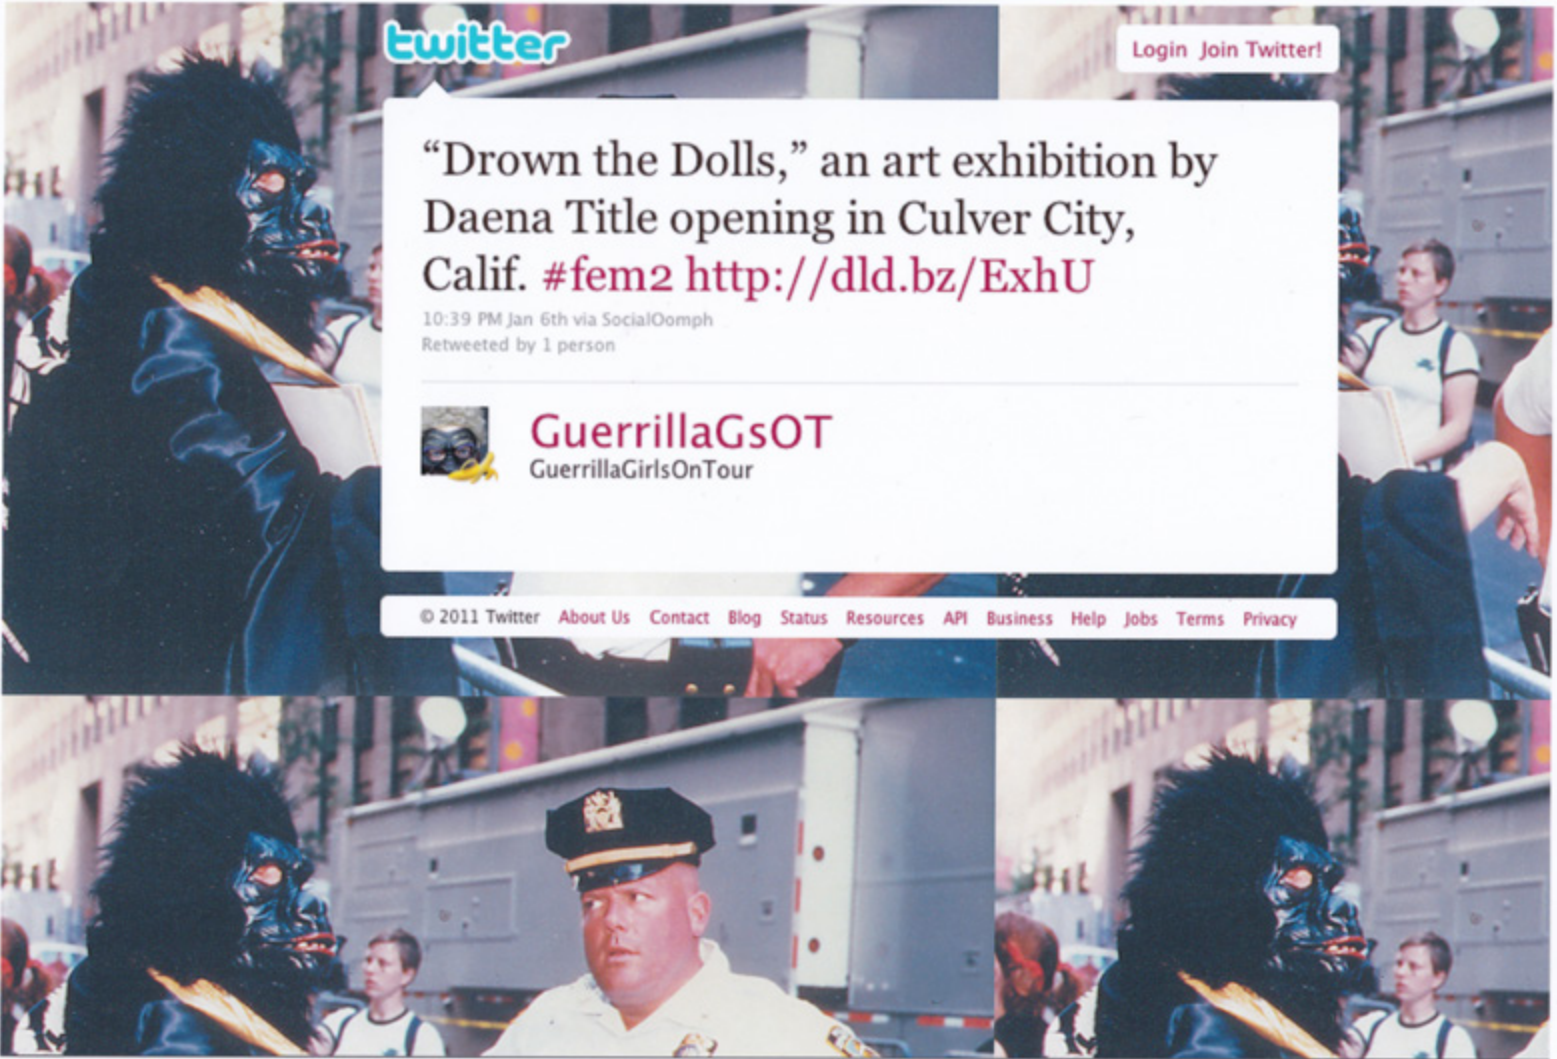 twitter
Login Join Twitter!
“Drown the Dolls,” an art exhibition by
Daena Title opening in Culver City,
Calif. #fem2 http://dld.bz/ExhU
10:39 PM Jan 6th via SocialOomph
Retweeted by 1 person
GuerrillaGsOT
GuerrillaGirlsOnTour
© 2011 Twitter About Us Contact Blog Status Resources API Business Help Jobs Terms Privacy